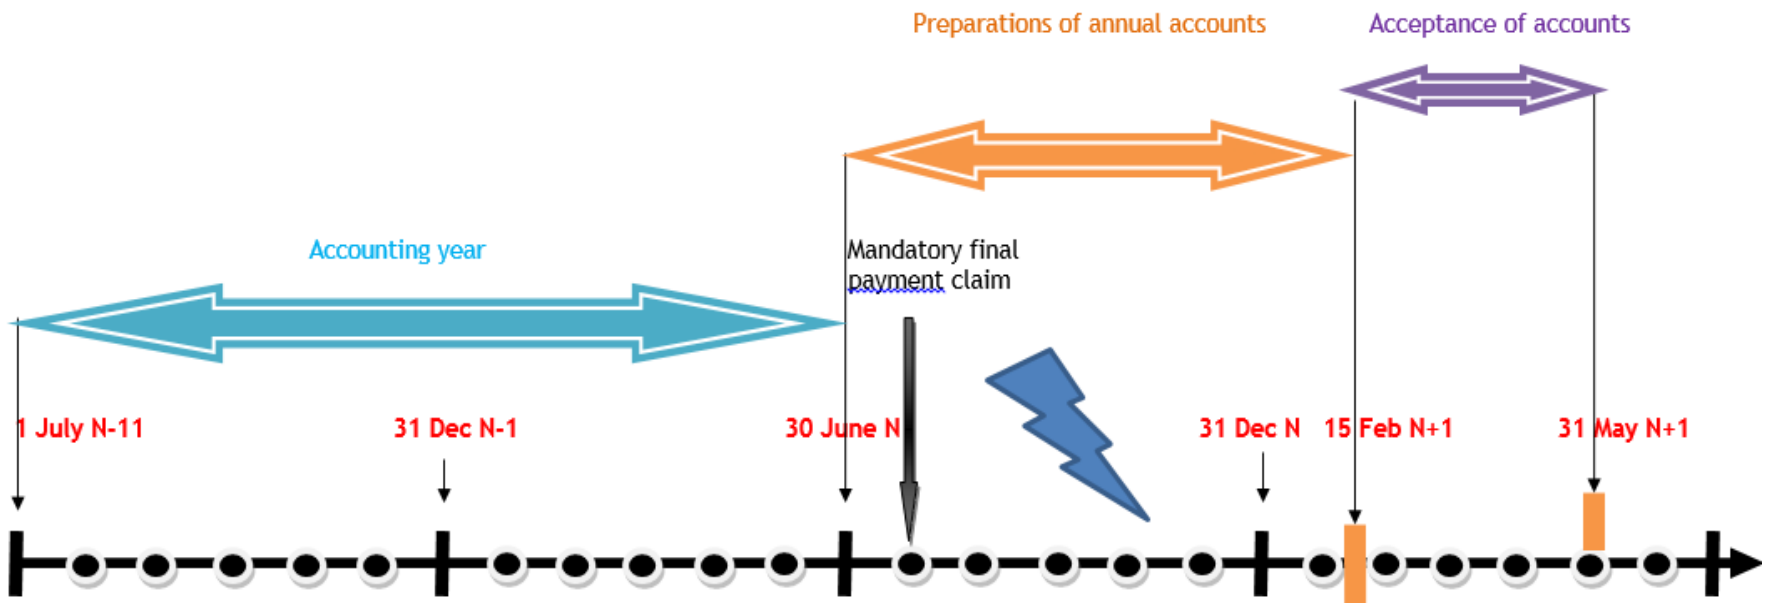 Preparations of annual accounts
Acceptance of accounts
Accounting year
Mandatory final
payment claim
1 July N-11
31 Dec N-1
30 June N
31 Dec N
15 Feb N+1
31 May N+1